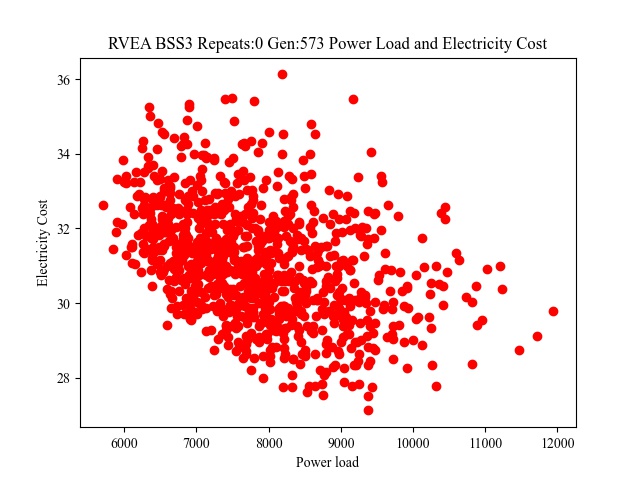 RVEA BSS3 Repeats:0 Gen:573 Power Load and Electricity Cost
36
34
32
30
28
Electricity Cost
6000 7000 8000 9000 10000 11000 12000
Power load